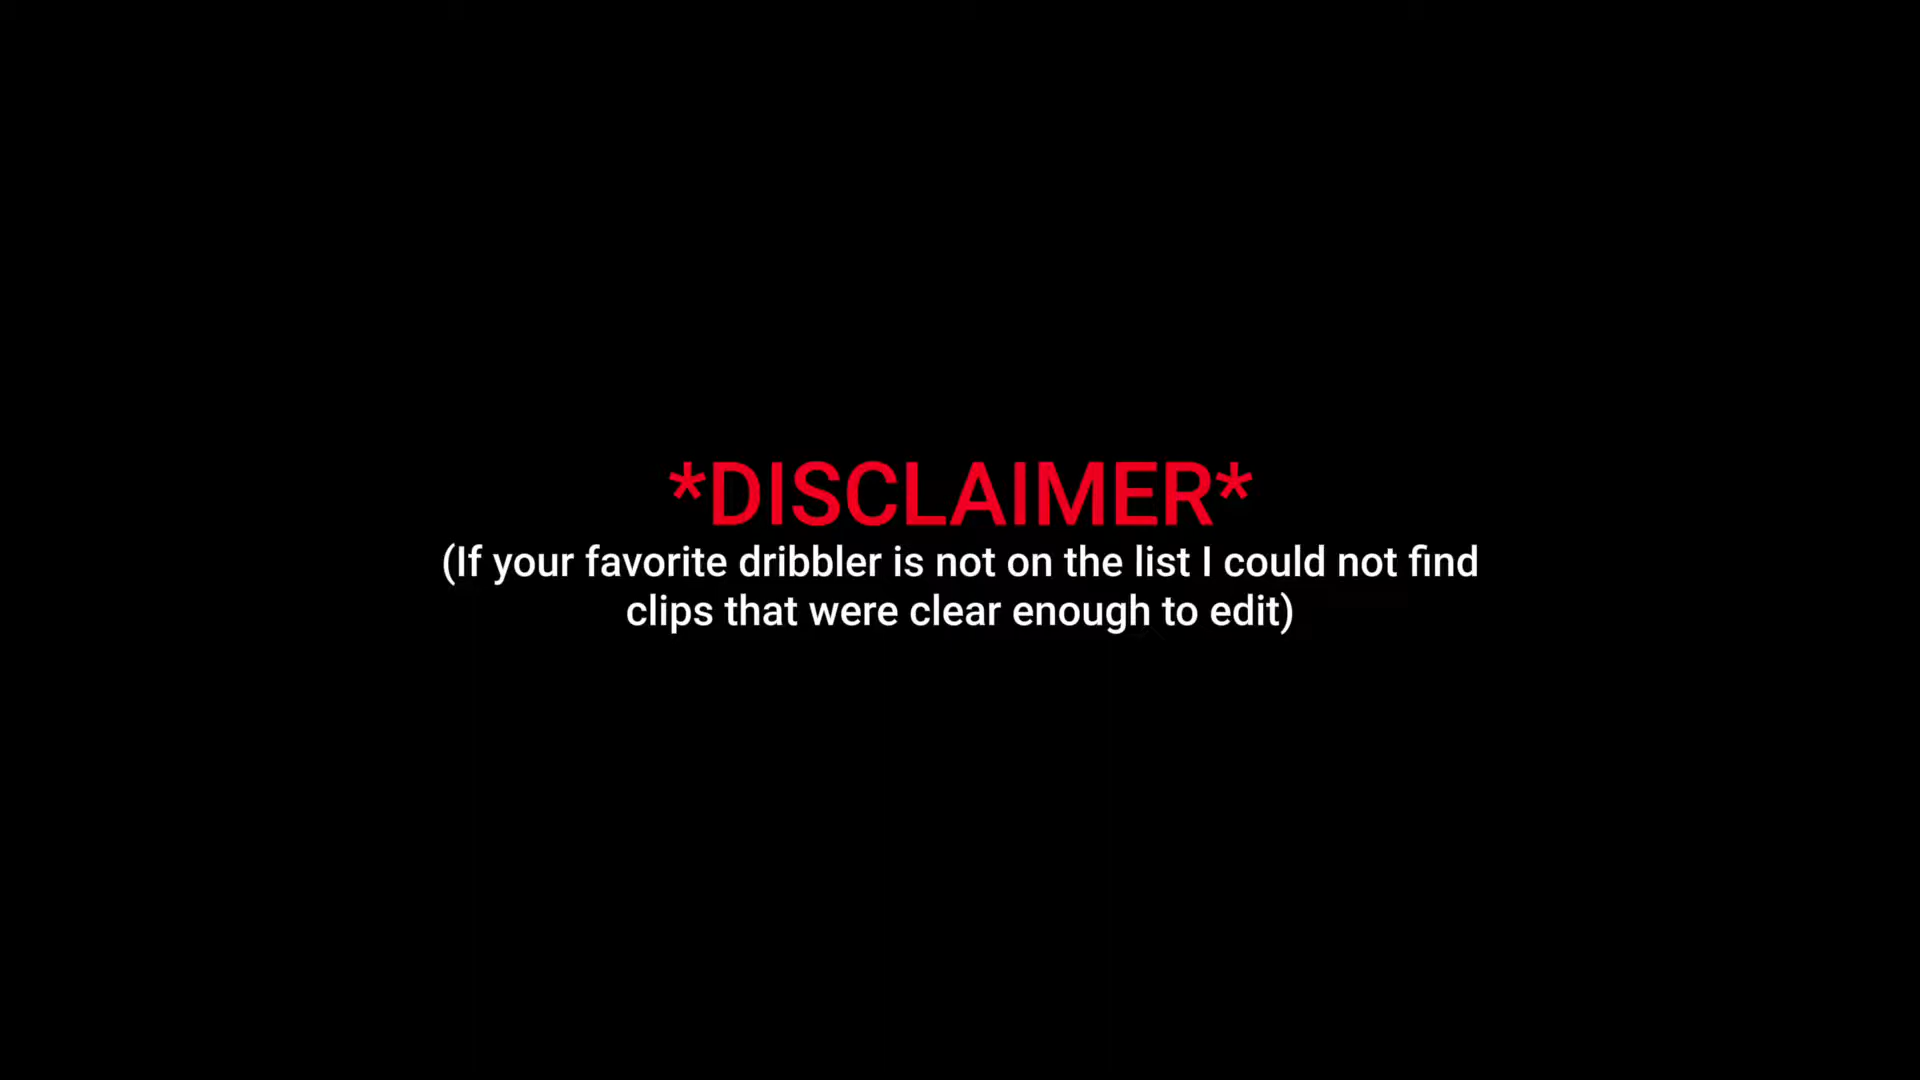 *DISCLAIMER*
(If your favorite dribbler is not on the list I could not find
clips that were clear enough to edit)